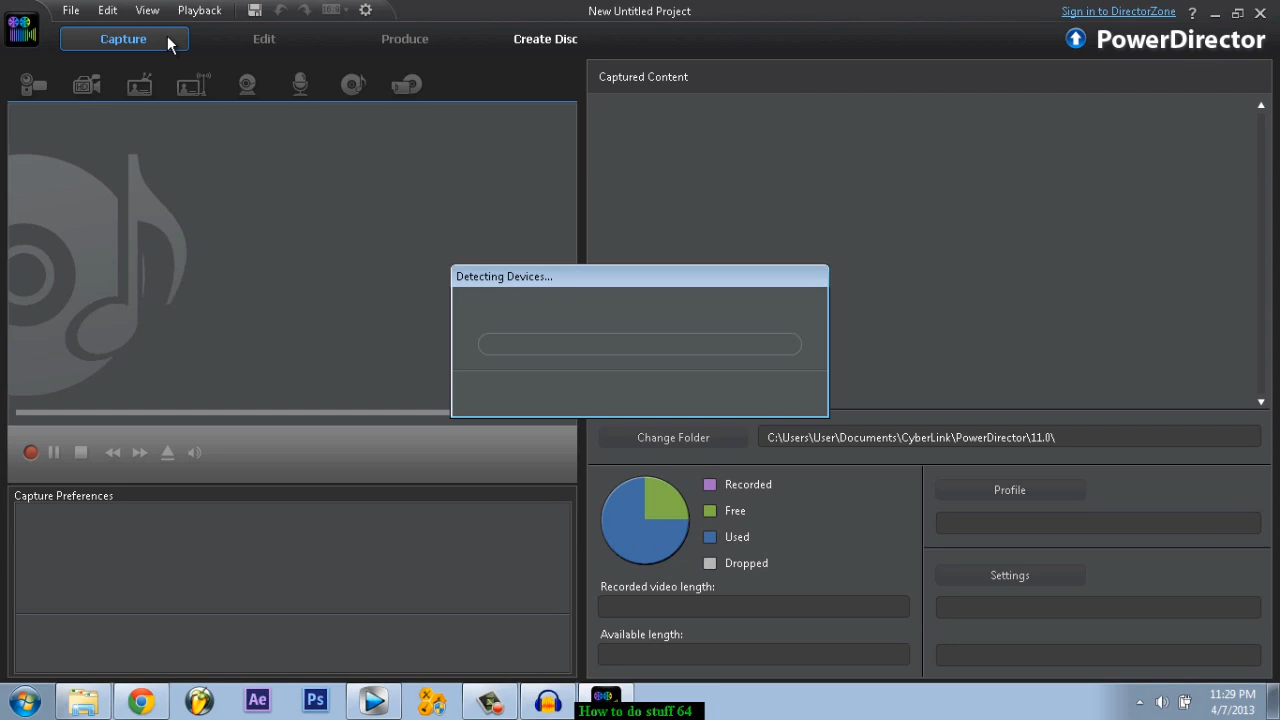 File Edit View Playback
New Untitled Project
Sign in to DirectorZone ?
Capture Edit Produce Create Disc
PowerDirector
Captured Content
Detecting Devices...
Change Folder C:\Users\User\Documents\CyberLink\PowerDirector\11.0\
Capture Preferences
Recorded
Free
Used
Dropped
Profile
Recorded video length:
Settings
Available length:
Ae Ps
How to do stuff 64
11:29 PM
4/7/2013